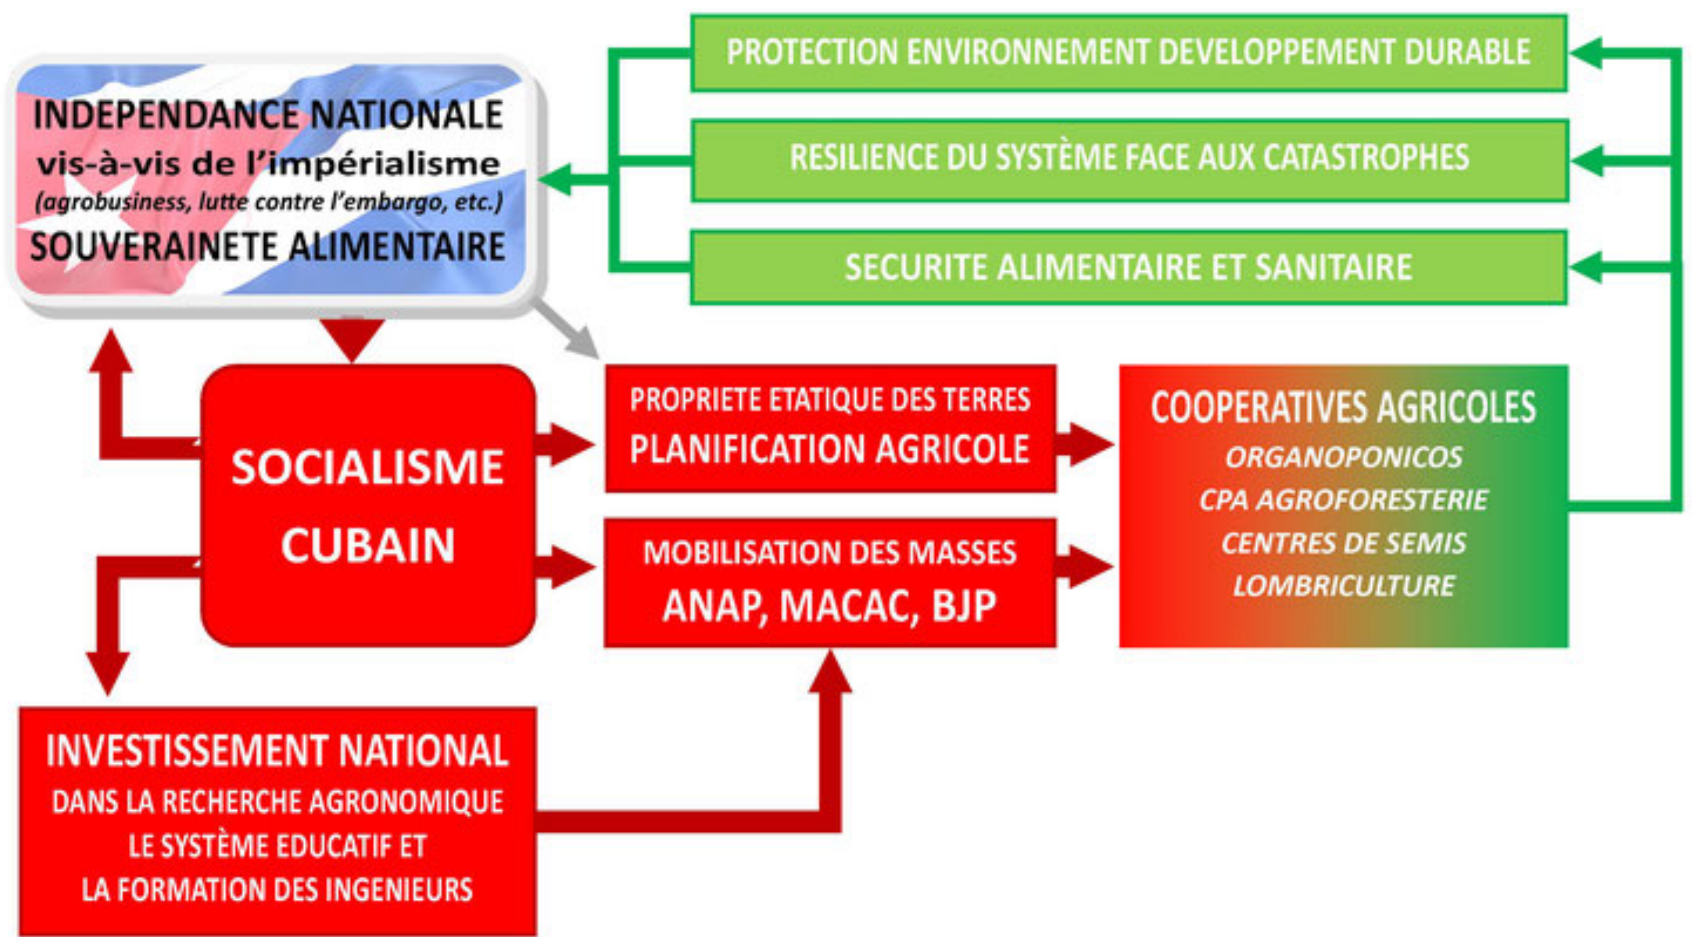 INDEPENDANCE NATIONALE
vis-à-vis de l'impérialisme
(agrobusiness, lutte contre l'embargo, etc.)
SOUVERAINETE ALIMENTAIRE
PROTECTION ENVIRONNEMENT DEVELOPPEMENT DURABLE
RESILIENCE DU SYSTÈME FACE AUX CATASTROPHES
SECURITE ALIMENTAIRE ET SANITAIRE
SOCIALISME
CUBAIN
PROPRIETE ETATIQUE DES TERRES
PLANIFICATION AGRICOLE
MOBILISATION DES MASSES
ANAP, MACAC, BJP
COOPERATIVES AGRICOLES
ORGANOPONICOS
CPA AGROFORESTERIE
CENTRES DE SEMIS
LOMBRICULTURE
INVESTISSEMENT NATIONAL
DANS LA RECHERCHE AGRONOMIQUE
LE SYSTÈME EDUCATIF ET
LA FORMATION DES INGENIEURS